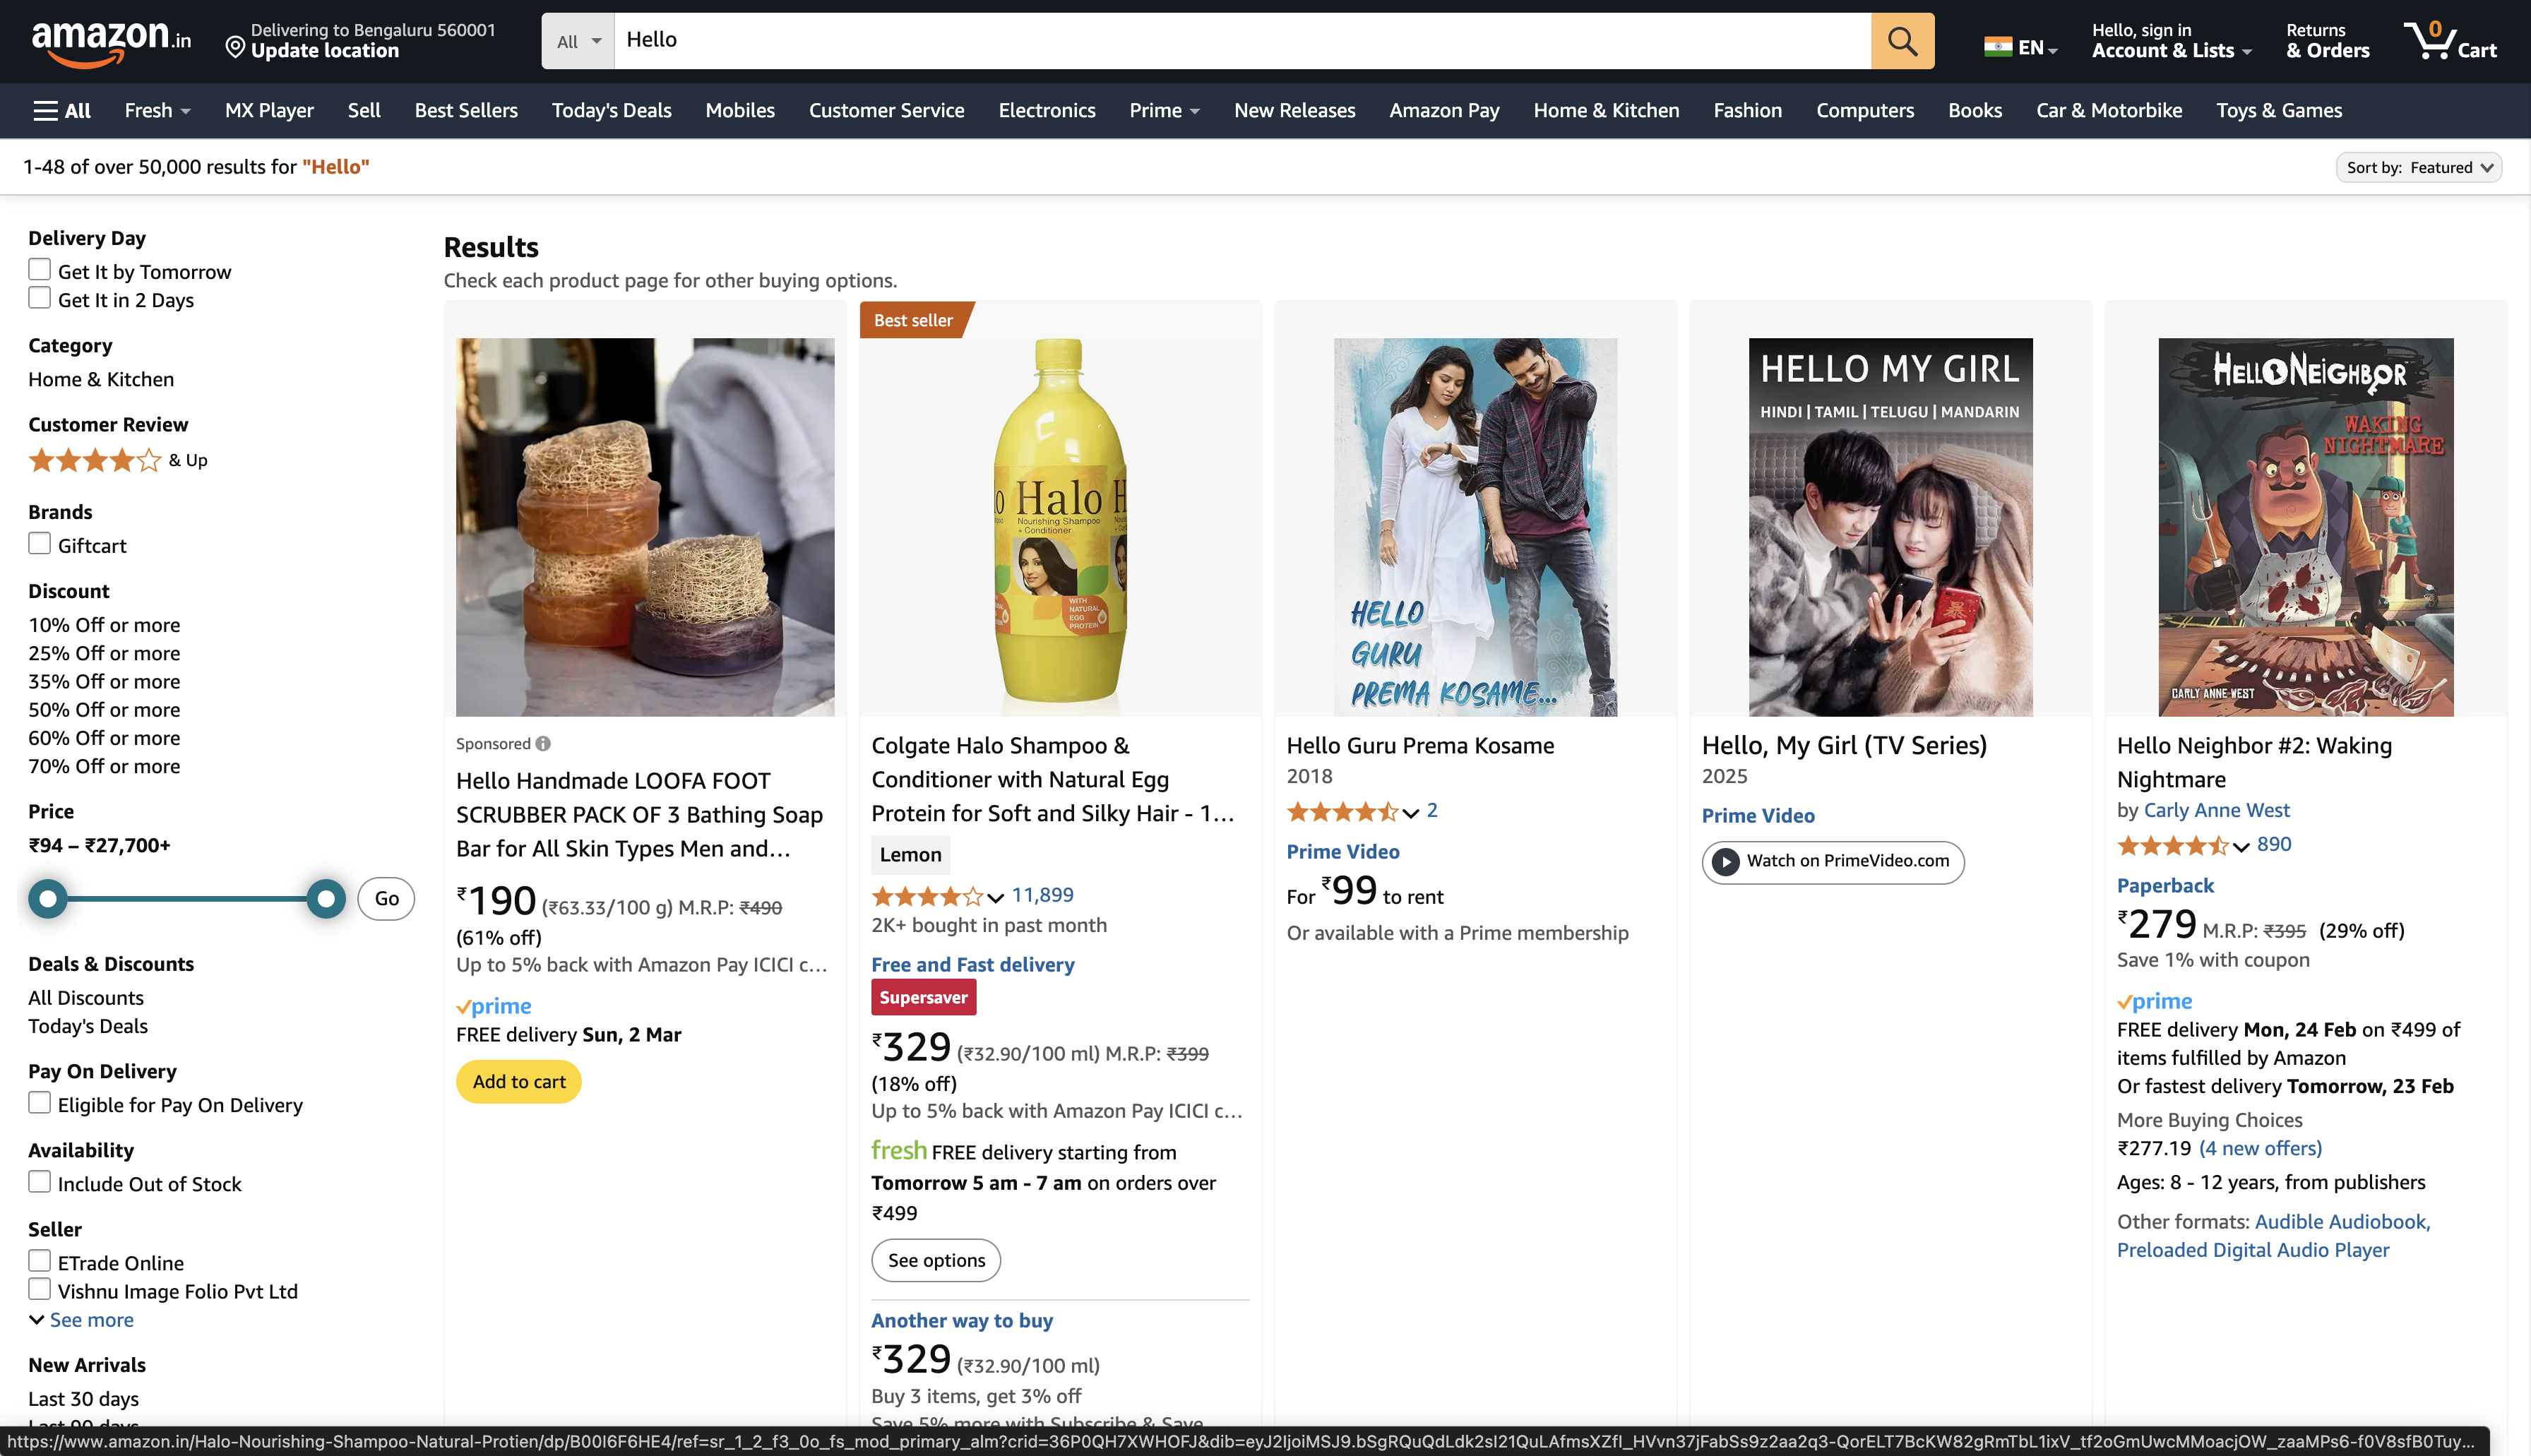 amazon.in
Delivering to Bengaluru 560001
Update location
All
Hello
EN
Hello, sign in
Account & Lists
Returns
& Orders
0
Cart
All
Fresh
MX Player
Sell
Best Sellers
Today's Deals
Mobiles
Customer Service
Electronics
Prime
New Releases
Amazon Pay
Home & Kitchen
Fashion
Computers
Books
Car & Motorbike
Toys & Games
1-48 of over 50,000 results for "Hello"
Sort by: Featured
Delivery Day
Get It by Tomorrow
Get It in 2 Days
Category
Home & Kitchen
Customer Review
& Up
Brands
Giftcart
Discount
10% Off or more
25% Off or more
35% Off or more
50% Off or more
60% Off or more
70% Off or more
Price
₹94 – ₹27,700+
Go
Deals & Discounts
All Discounts
Today's Deals
Pay On Delivery
Eligible for Pay On Delivery
Availability
Include Out of Stock
Seller
ETrade Online
Vishnu Image Folio Pvt Ltd
See more
New Arrivals
Last 30 days
Last 90 days
Results
Check each product page for other buying options.
Sponsored
Hello Handmade LOOFA FOOT
SCRUBBER PACK OF 3 Bathing Soap
Bar for All Skin Types Men and…
₹190 (₹63.33/100 g) M.R.P: ₹490
(61% off)
Up to 5% back with Amazon Pay ICICI c…
prime
FREE delivery Sun, 2 Mar
Add to cart
Best seller
Halo
Nourishing Shampoo
+ Conditioner
WITH
NATURAL
EGG
PROTEIN
Colgate Halo Shampoo &
Conditioner with Natural Egg
Protein for Soft and Silky Hair - 1…
Lemon
11,899
2K+ bought in past month
Free and Fast delivery
Supersaver
₹329 (₹32.90/100 ml) M.R.P: ₹399
(18% off)
Up to 5% back with Amazon Pay ICICI c…
fresh FREE delivery starting from
Tomorrow 5 am - 7 am on orders over
₹499
See options
Another way to buy
₹329 (₹32.90/100 ml)
Buy 3 items, get 3% off
Save 5% more with Subscribe & Save
HELLO
GURU
PREMA KOSAME...
Hello Guru Prema Kosame
2018
2
Prime Video
For ₹99 to rent
Or available with a Prime membership
HELLO MY GIRL
HINDI | TAMIL | TELUGU | MANDARIN
Hello, My Girl (TV Series)
2025
Prime Video
Watch on PrimeVideo.com
HELLO NEIGHBOR
WAKING
NIGHTMARE
CARLY ANNE WEST
Hello Neighbor #2: Waking
Nightmare
by Carly Anne West
890
Paperback
₹279 M.R.P: ₹395 (29% off)
Save 1% with coupon
prime
FREE delivery Mon, 24 Feb on ₹499 of
items fulfilled by Amazon
Or fastest delivery Tomorrow, 23 Feb
More Buying Choices
₹277.19 (4 new offers)
Ages: 8 - 12 years, from publishers
Other formats: Audible Audiobook,
Preloaded Digital Audio Player
https://www.amazon.in/Halo-Nourishing-Shampoo-Natural-Protien/dp/B00I6F6HE4/ref=sr_1_2_f3_0o_fs_mod_primary_alm?crid=36P0QH7XWHOFJ&dib=eyJ2IjoiMSJ9.bSgRQuQdLdk2sI21QuLAfmsXZfI_HVvn37jFabSs9z2aa2q3-QorELT7BcKW82gRmTbL1ixV_tf2oGmUwcMMoacjOW_zaaMPs6-f0V8sfB0Tuy...